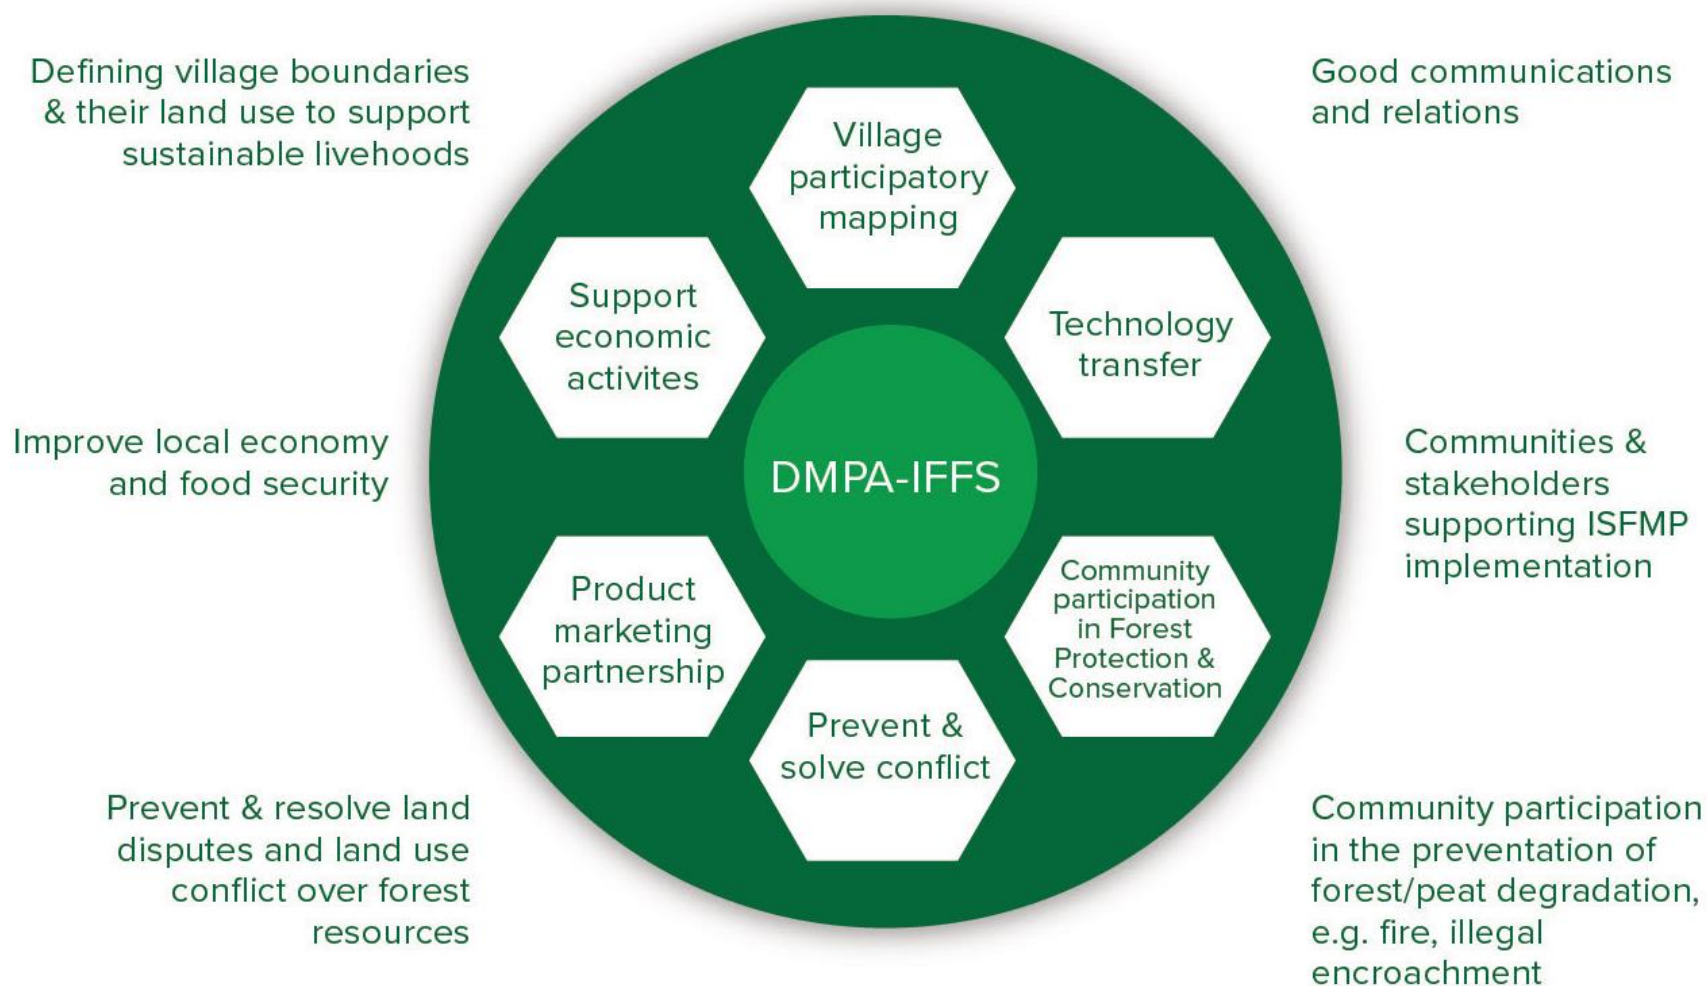 Defining village boundaries
& their land use to support
sustainable livehoods
Good communications
and relations
Village
participatory
mapping
Support
economic
activites
Technology
transfer
Improve local economy
and food security
DMPA-IFFS
Communities &
stakeholders
supporting ISFMP
implementation
Product
marketing
partnership
Community
participation
in Forest
Protection &
Conservation
Prevent &
solve conflict
Prevent & resolve land
disputes and land use
conflict over forest
resources
Community participation
in the preventation of
forest/peat degradation,
e.g. fire, illegal
encroachment